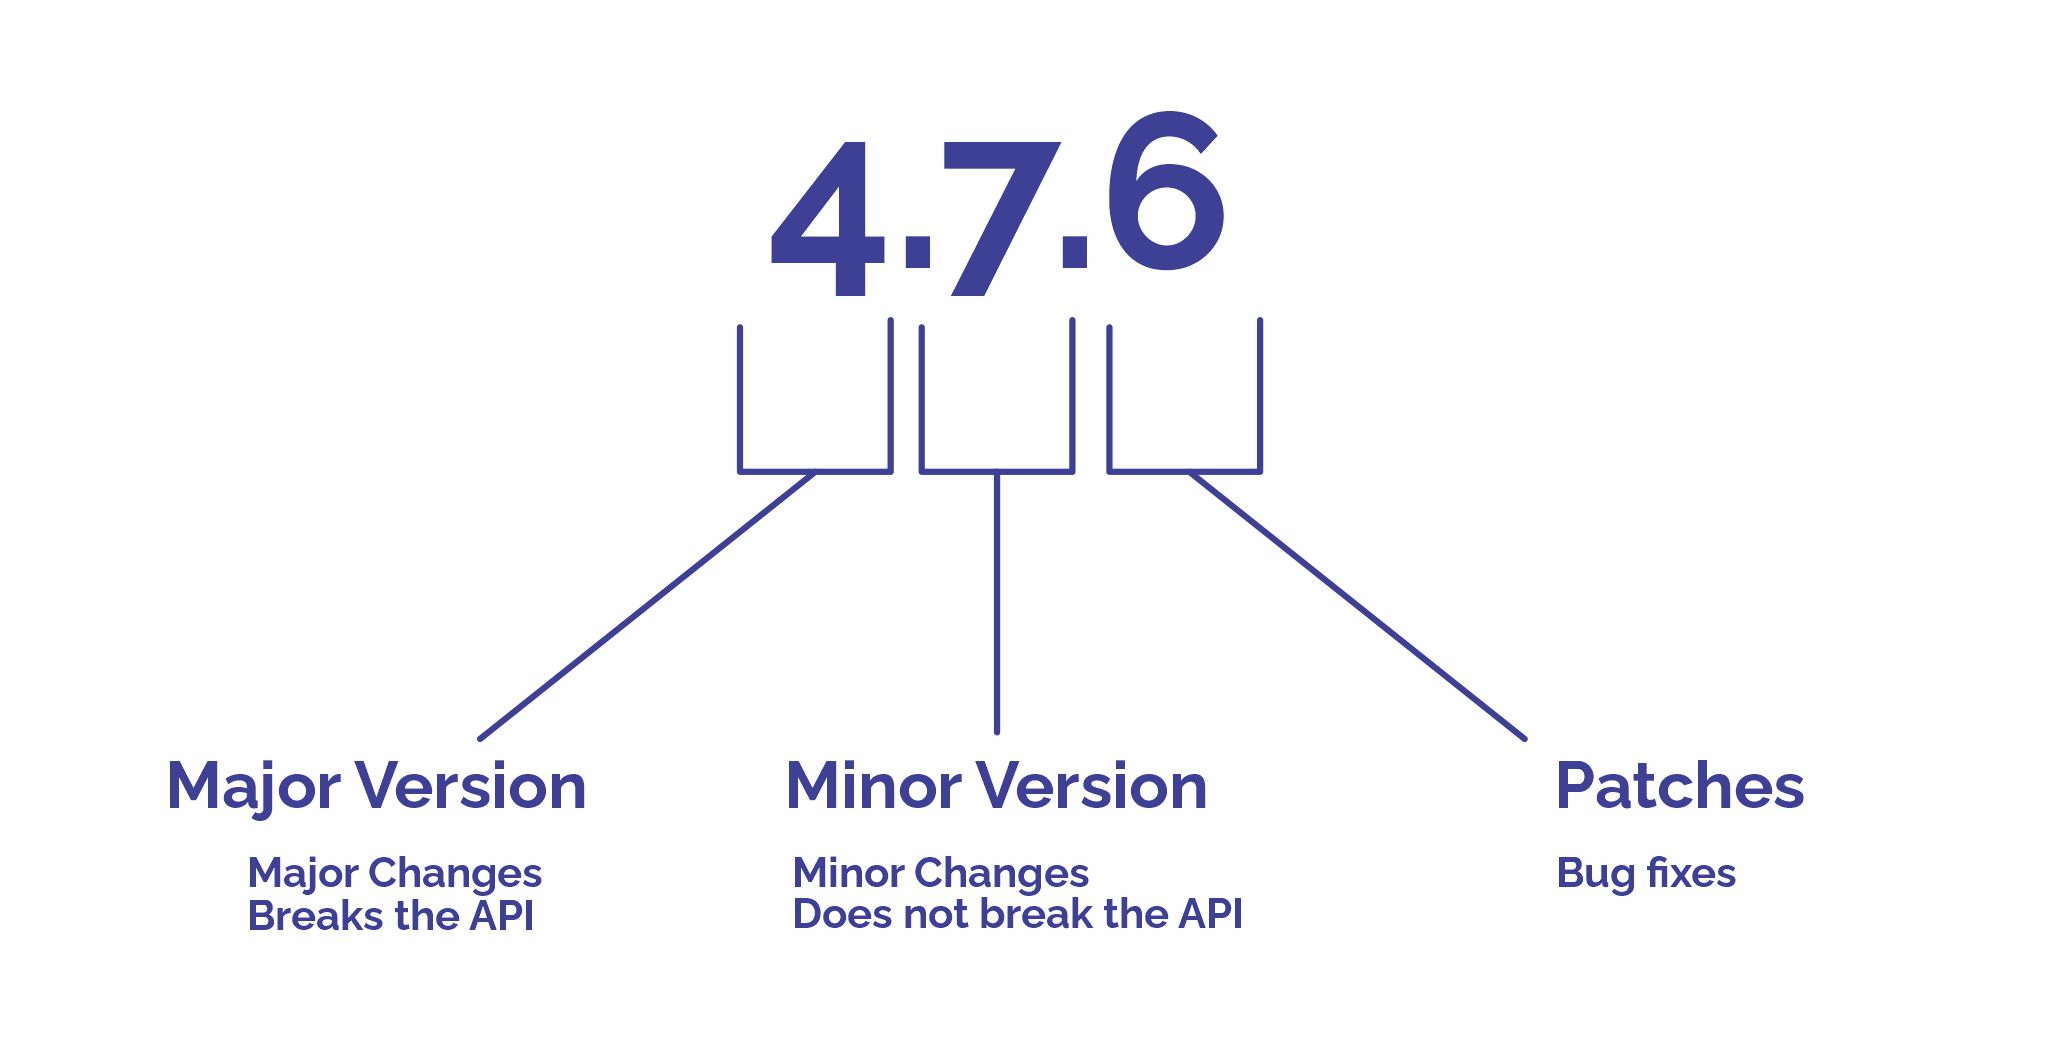 4.7.6
Major Version
Major Changes
Breaks the API
Minor Version
Minor Changes
Does not break the API
Patches
Bug fixes